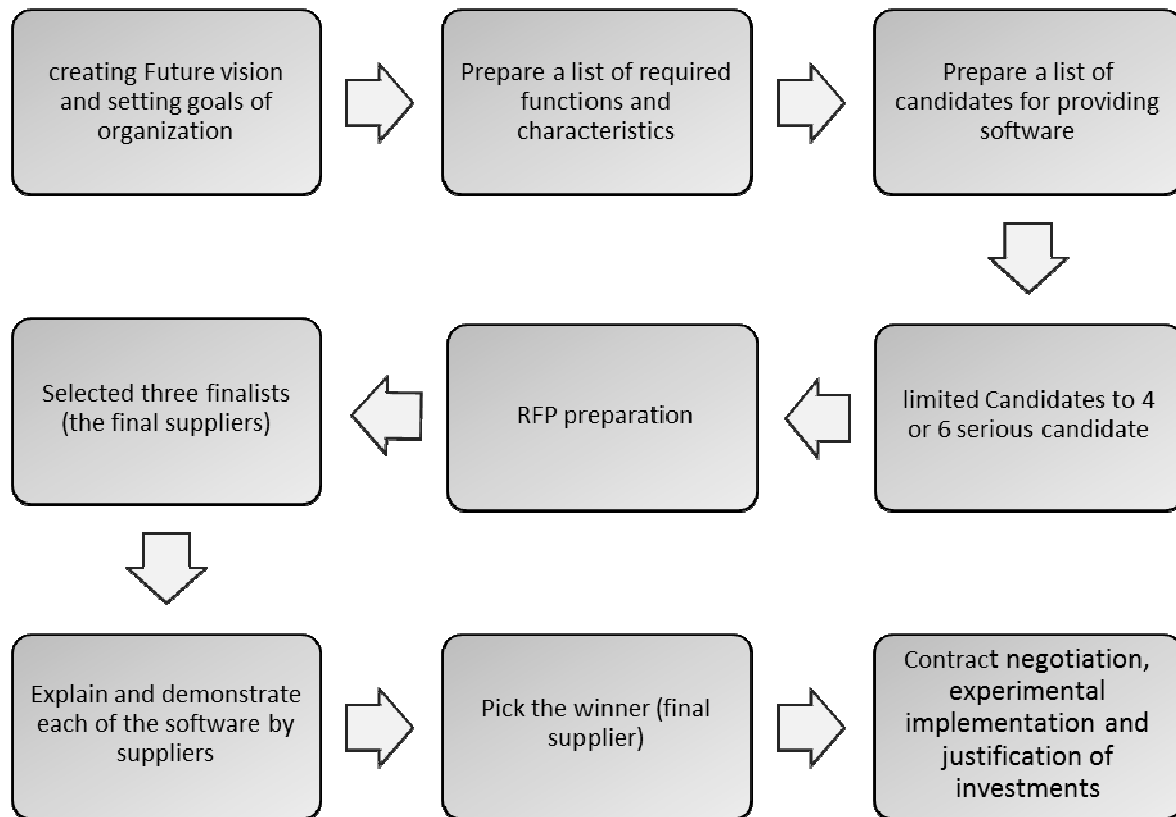 creating Future vision
and setting goals of
organization
Prepare a list of required
functions and
characteristics
Prepare a list of
candidates for providing
software
limited Candidates to 4
or 6 serious candidate
RFP preparation
Selected three finalists
(the final suppliers)
Explain and demonstrate
each of the software by
suppliers
Pick the winner (final
supplier)
Contract negotiation,
experimental
implementation and
justification of
investments